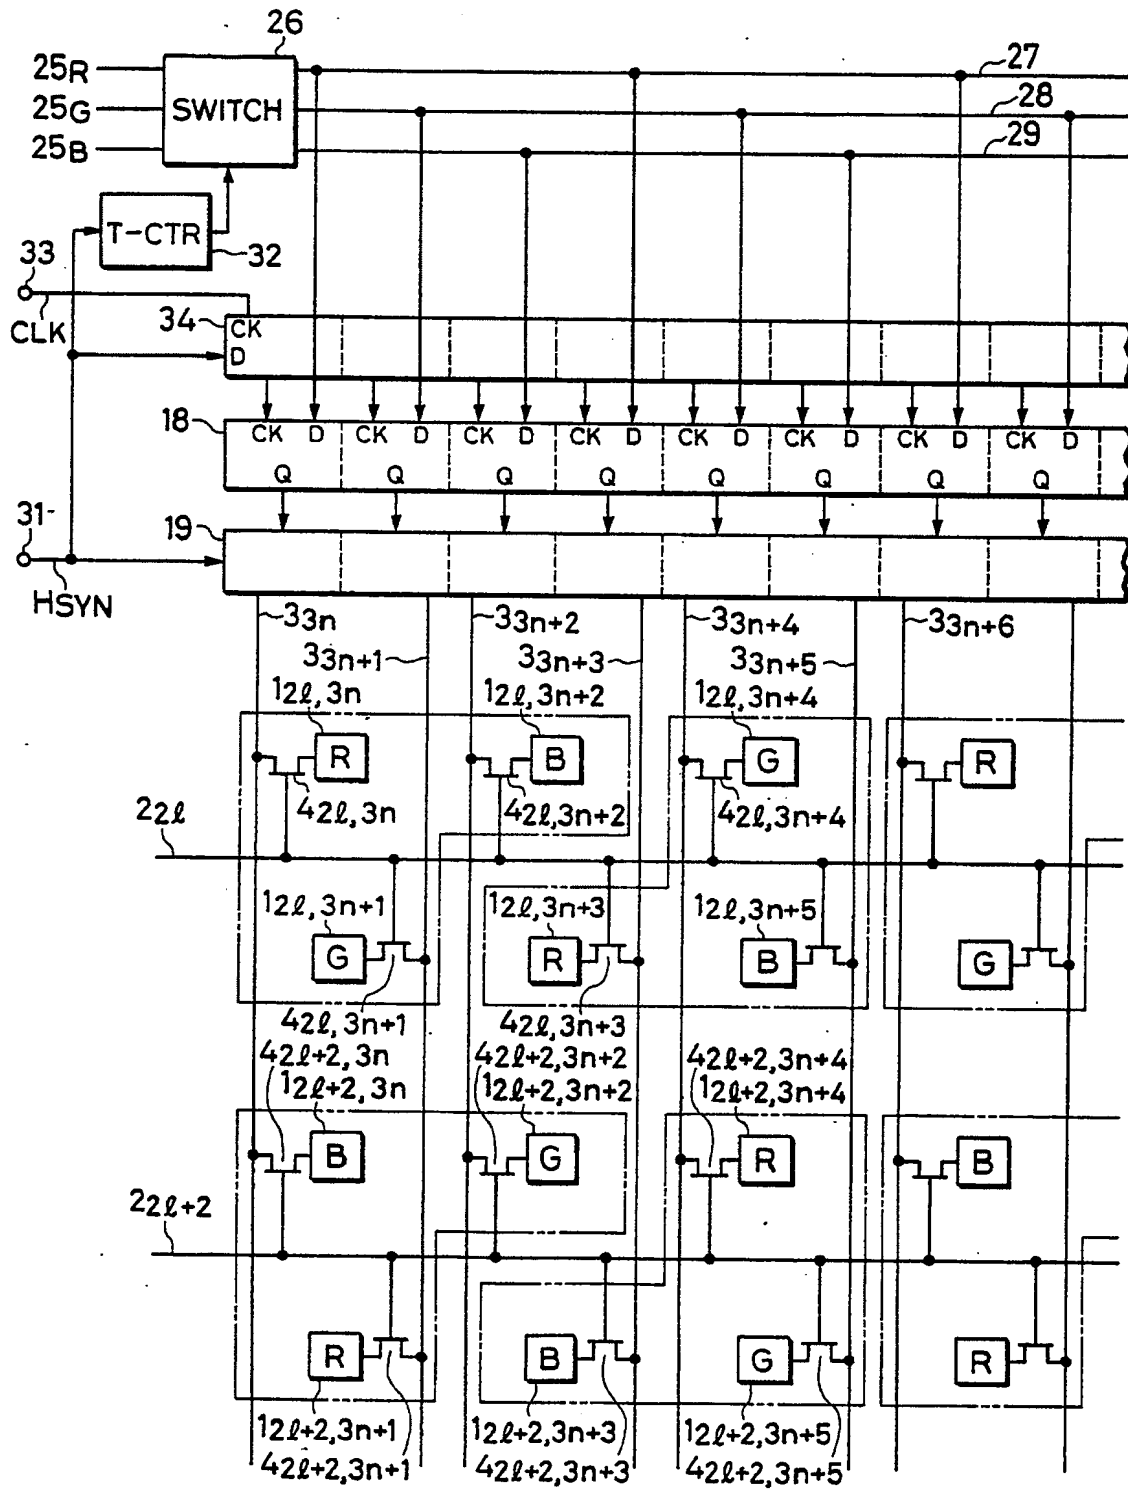 26
25R
25G
25B
SWITCH
27
28
29
T-CTR
32
33
CLK
34
CK
D
18
CK D CK D CK D CK D CK D CK D CK D CK D
Q Q Q Q Q Q Q Q
31
19
HSYN
33n 33n+2 33n+4 33n+6
33n+1 33n+3 33n+5
12ℓ,3n 12ℓ,3n+2 12ℓ,3n+4
R B G R
42ℓ,3n 42ℓ,3n+2 42ℓ,3n+4
22ℓ
12ℓ,3n+1 12ℓ,3n+3 12ℓ,3n+5
G R B G
42ℓ,3n+1 42ℓ,3n+3
42ℓ+2,3n 42ℓ+2,3n+2 42ℓ+2,3n+4
12ℓ+2,3n 12ℓ+2,3n+2 12ℓ+2,3n+4
B G R B
22ℓ+2
R B G R
12ℓ+2,3n+1 12ℓ+2,3n+3 12ℓ+2,3n+5
42ℓ+2,3n+1 42ℓ+2,3n+3 42ℓ+2,3n+5